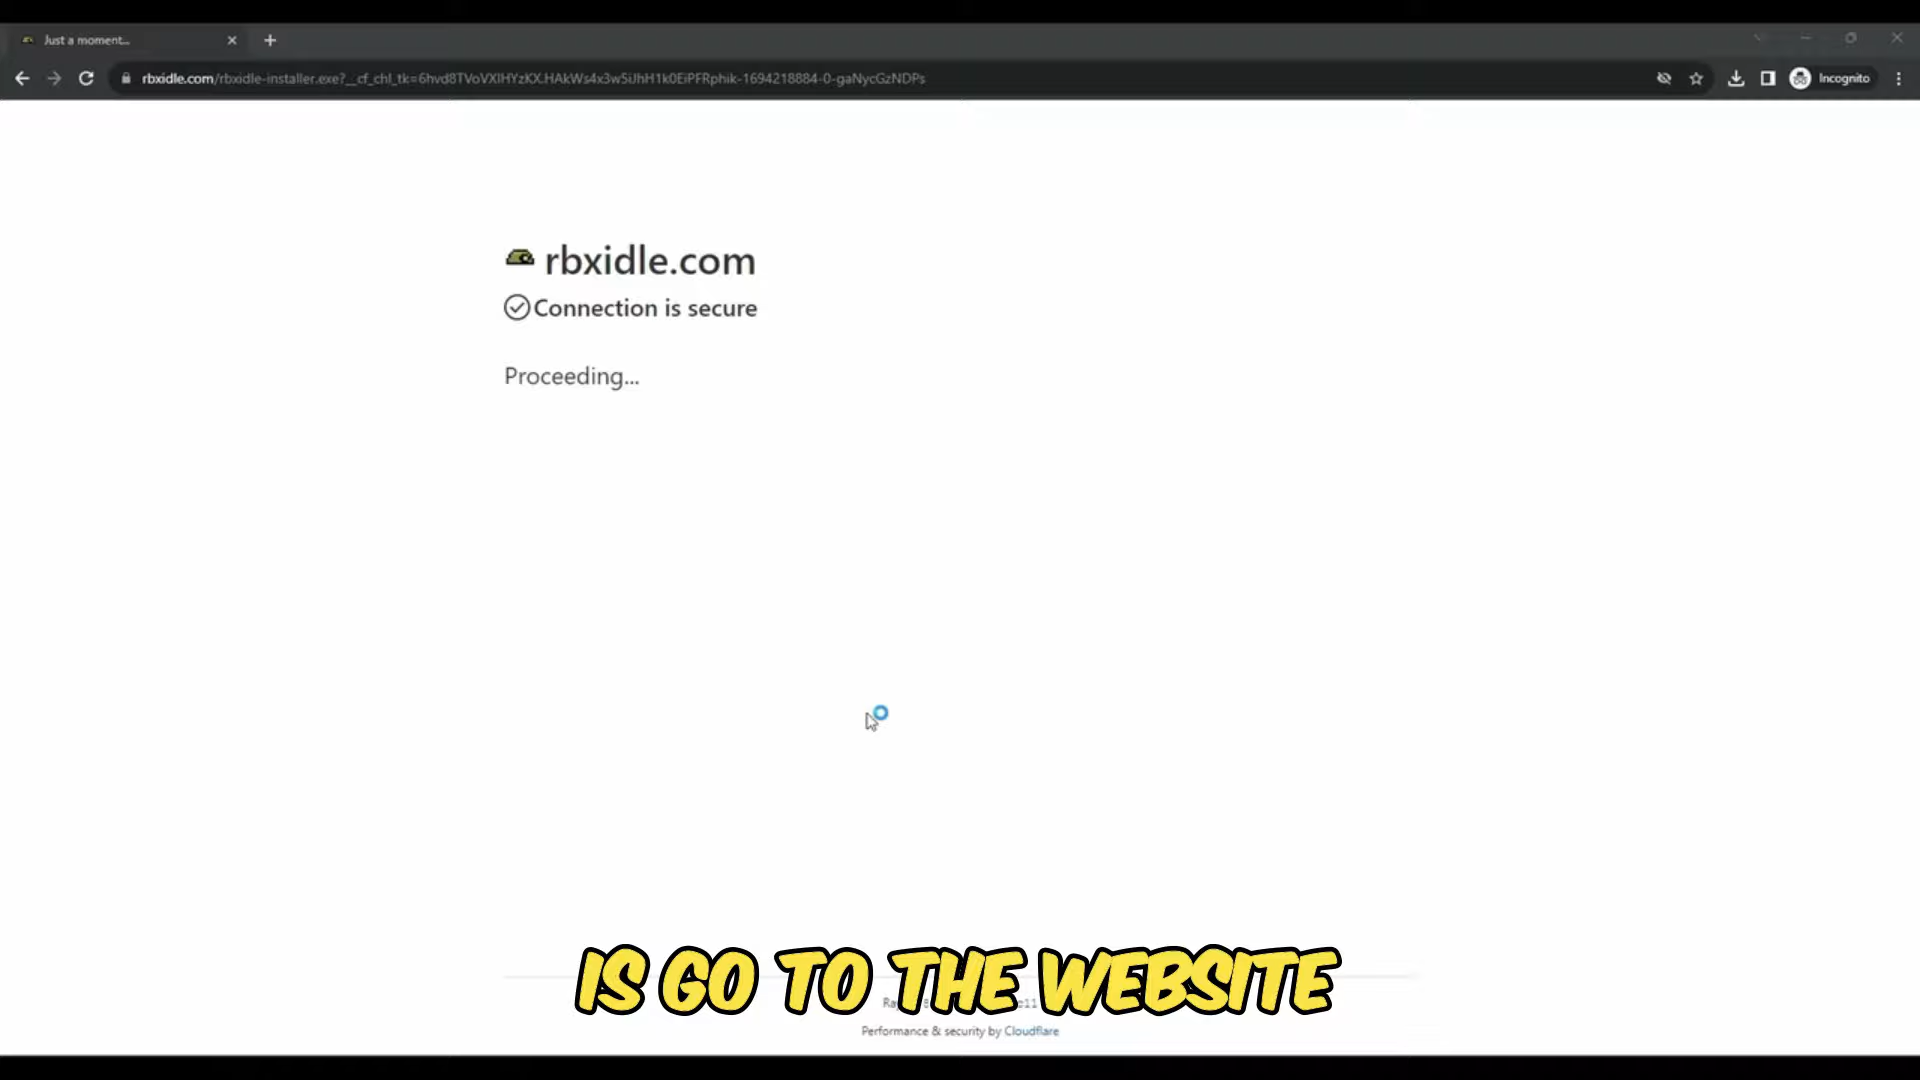 Just a moment...
rbxidle.com/rbxidle-installer.exe?__cf_chl_tk=6hvd8TVoVXlHYzKX.HAkWs4x3w5iJhH1k0EiPFRphik-1694218884-0-gaNycGzNDPs
Incognito
rbxidle.com
Connection is secure
Proceeding...
IS GO TO THE WEBSITE
Performance & security by Cloudflare